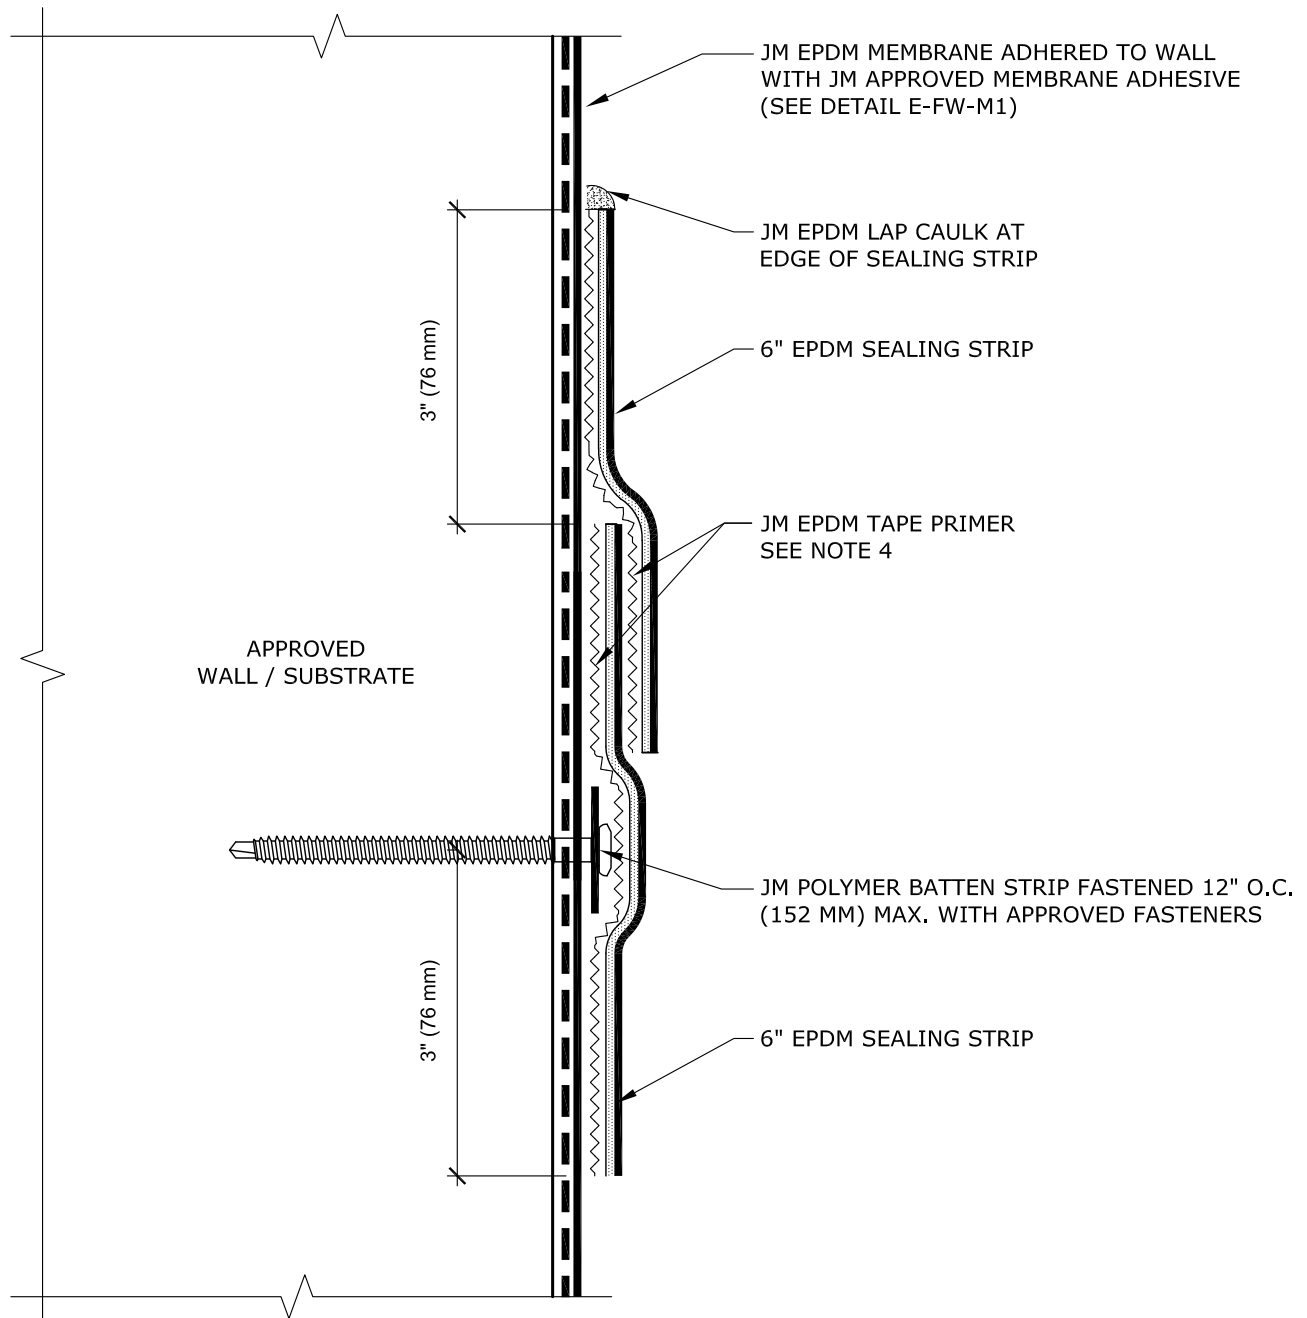 JM EPDM MEMBRANE ADHERED TO WALL
WITH JM APPROVED MEMBRANE ADHESIVE
(SEE DETAIL E-FW-M1)
JM EPDM LAP CAULK AT
EDGE OF SEALING STRIP
3" (76 mm)
6" EPDM SEALING STRIP
JM EPDM TAPE PRIMER
SEE NOTE 4
APPROVED
WALL / SUBSTRATE
JM POLYMER BATTEN STRIP FASTENED 12" O.C.
(152 MM) MAX. WITH APPROVED FASTENERS
3" (76 mm)
6" EPDM SEALING STRIP